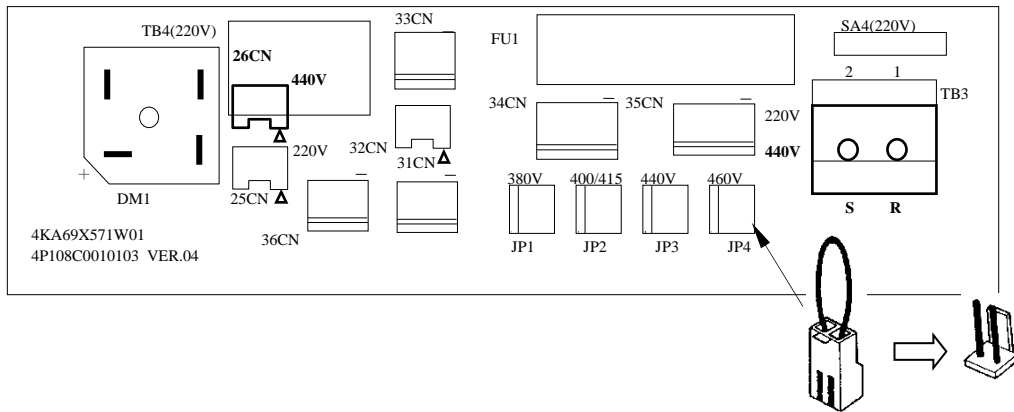 33CN
TB4(220V)
FU1
SA4(220V)
26CN
440V
2 1
34CN 35CN
TB3
220V
220V
32CN
440V
31CN
+
380V 400/415 440V 460V
DM1
25CN
S R
36CN
4KA69X571W01
JP1 JP2 JP3 JP4
4P108C0010103 VER.04